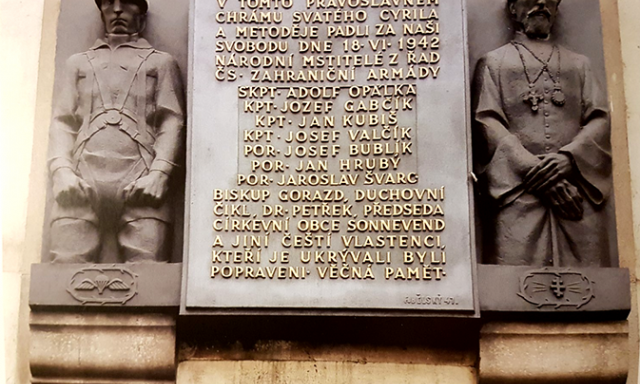 V TOMTO PRAVOSLAVNÉM
CHRÁMU SVATÉHO CYRILA
A METODĚJE PADLI ZA NAŠI
SVOBODU DNE 18·VI·1942
NÁRODNÍ MSTITELÉ Z ŘAD
ČS· ZAHRANIČNÍ ARMÁDY
ŠKPT· ADOLF OPÁLKA
KPT· JOZEF GABČÍK
KPT· JAN KUBIŠ
KPT· JOSEF VALČÍK
POR· JOSEF BUBLÍK
POR· JAN HRUBÝ
POR· JAROSLAV ŠVARC
BISKUP GORAZD, DUCHOVNÍ
ČIKL, DR· PETŘEK, PŘEDSEDA
CÍRKEVNÍ OBCE SONNEVEND
A JINÍ ČEŠTÍ VLASTENCI,
KTEŘÍ JE UKRÝVALI BYLI
POPRAVENI· VĚČNÁ PAMĚT·